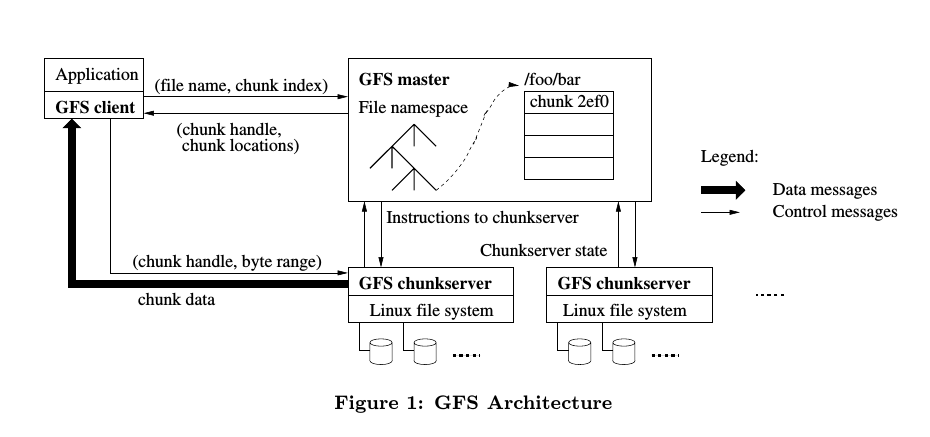 Application
GFS client
(file name, chunk index)
(chunk handle,
chunk locations)
GFS master
File namespace
/foo/bar
chunk 2ef0
Legend:
Data messages
Control messages
Instructions to chunkserver
Chunkserver state
(chunk handle, byte range)
chunk data
GFS chunkserver
Linux file system
GFS chunkserver
Linux file system
Figure 1: GFS Architecture